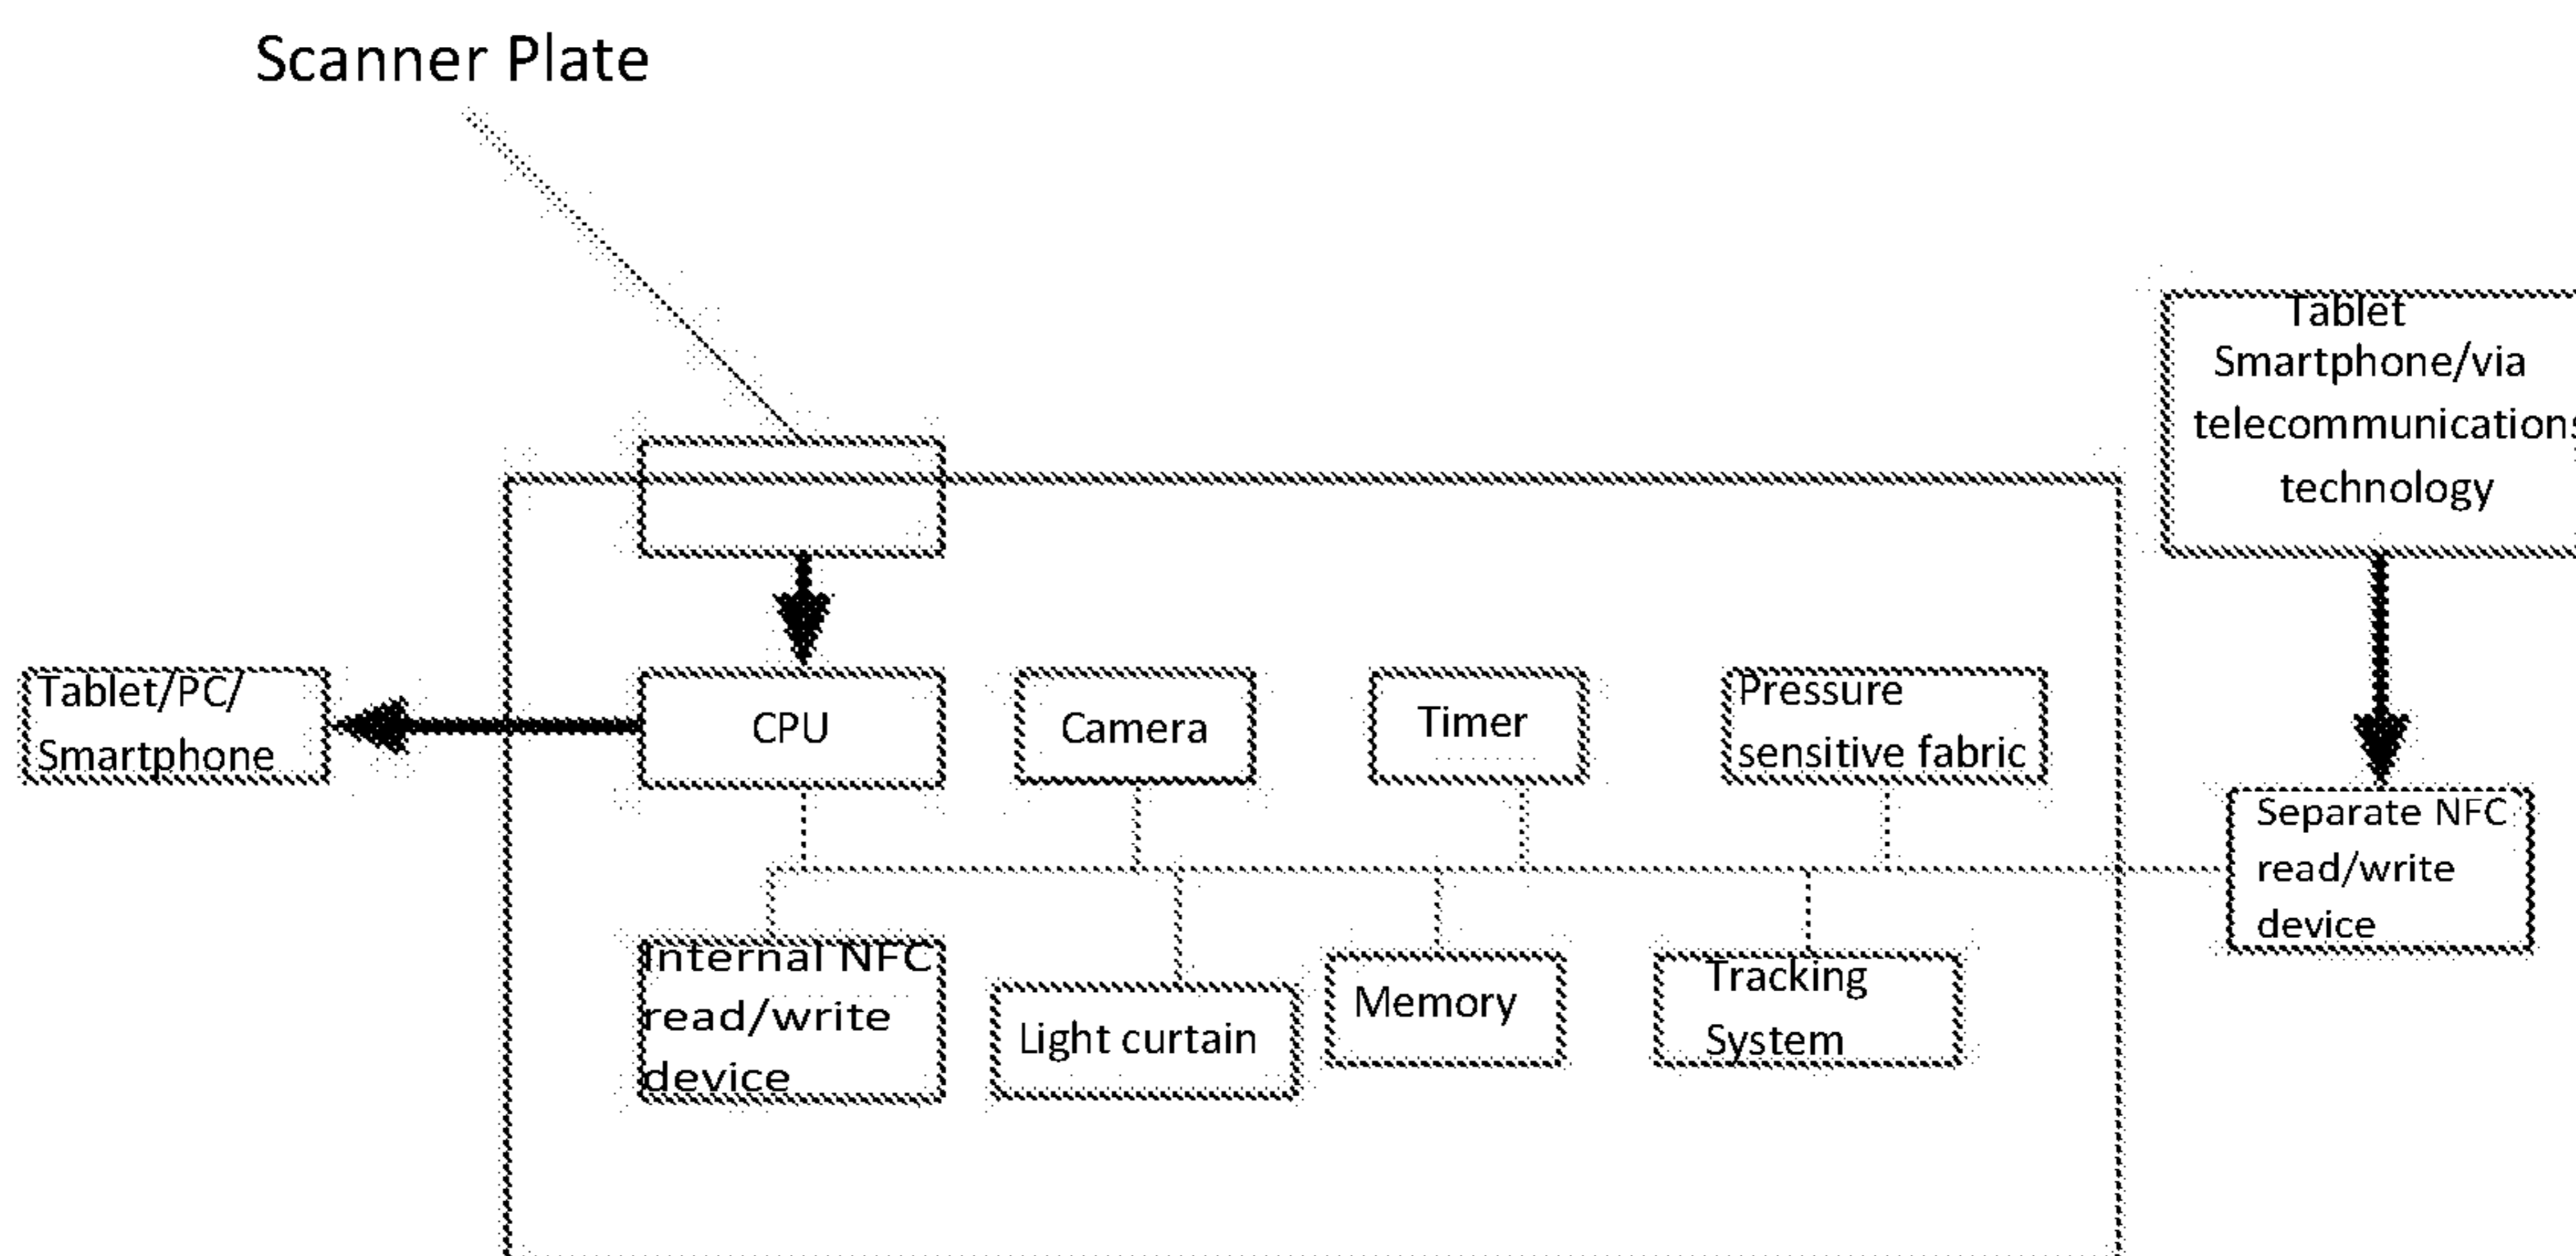 Scanner Plate
Tablet
Smartphone/via
telecommunications
technology
Tablet/PC/
Smartphone
CPU
Camera
Timer
Pressure
sensitive fabric
Separate NFC
read/write
device
Internal NFC
read/write
device
Light curtain
Memory
Tracking
System